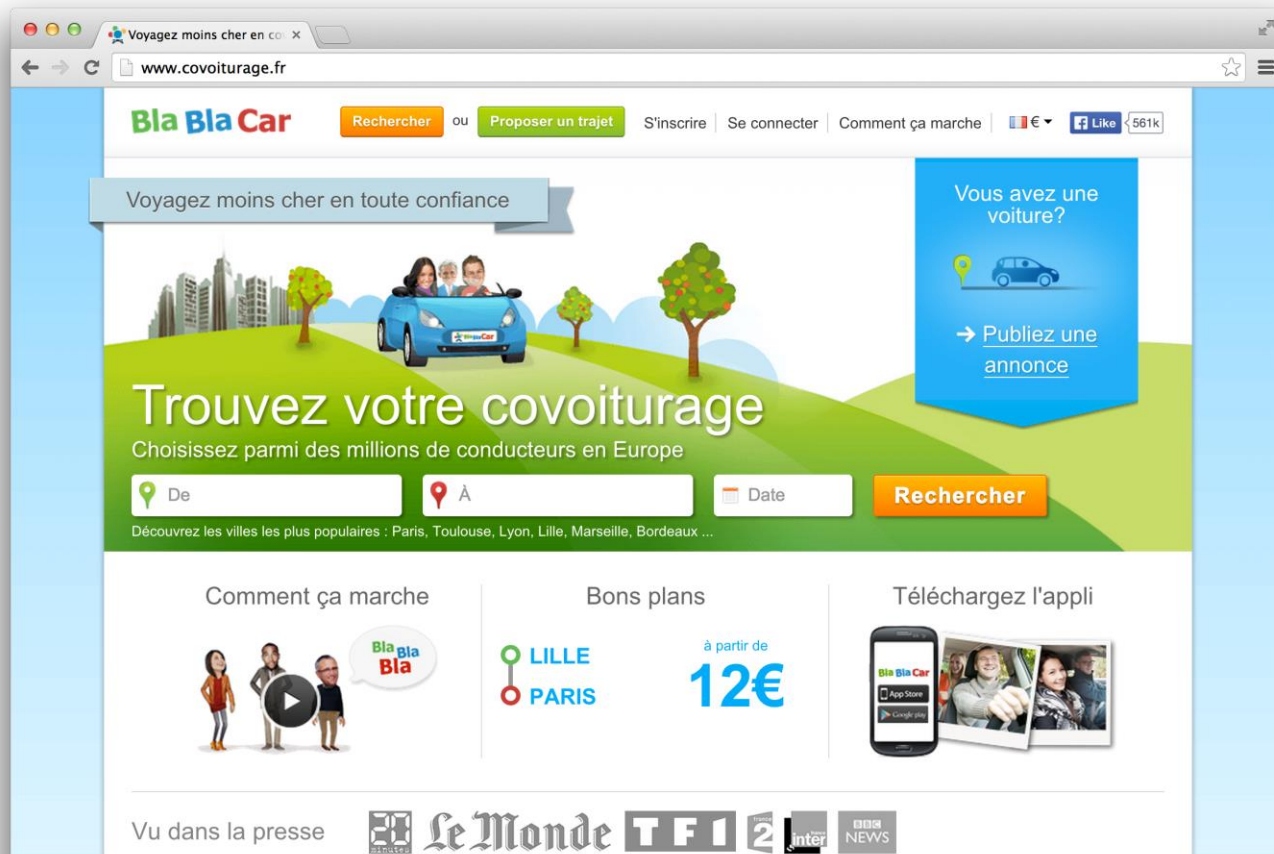 Voyagez moins cher en co
www.covoiturage.fr
Bla Bla Car
Rechercher ou Proposer un trajet S'inscrire Se connecter Comment ça marche € Like 561k
Voyagez moins cher en toute confiance
Vous avez une
voiture?
BlaBlaCar
→ Publiez une
annonce
Trouvez votre covoiturage
Choisissez parmi des millions de conducteurs en Europe
De À Date Rechercher
Découvrez les villes les plus populaires : Paris, Toulouse, Lyon, Lille, Marseille, Bordeaux ...
Comment ça marche Bons plans Téléchargez l'appli
Bla Bla
Bla
LILLE
PARIS
à partir de
12€
Bla Bla Car
App Store
Google play
Vu dans la presse 20 minutes Le Monde TF1 france 2 france inter BBC NEWS